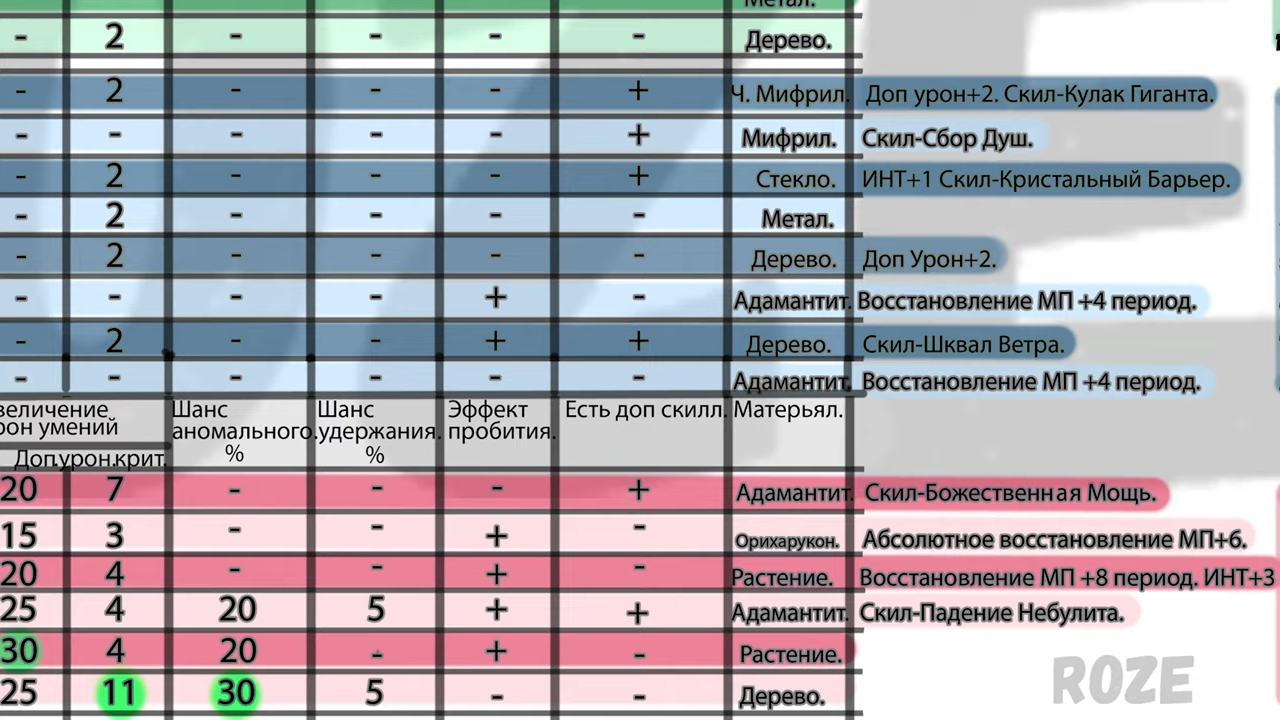 Метал.
- 2 - - - - Дерево.
- 2 - - - + Ч. Мифрил. Доп урон+2. Скил-Кулак Гиганта.
- - - - - + Мифрил. Скил-Сбор Душ.
- 2 - - - + Стекло. ИНТ+1 Скил-Кристальный Барьер.
- 2 - - - - Метал.
- 2 - - - - Дерево. Доп Урон+2.
- - - - + - Адамантит. Восстановление МП +4 период.
- 2 - - + + Дерево. Скил-Шквал Ветра.
- - - - - - Адамантит. Восстановление МП +4 период.
величение Шанс Шанс Эффект Есть доп скилл. Матерьял.
рон умений аномального. удержания. пробития.
Доп.урон.крит. % %
20 7 - - - + Адамантит. Скил-Божественная Мощь.
15 3 - - + - Орихарукон. Абсолютное восстановление МП+6.
20 4 - - + - Растение. Восстановление МП +8 период. ИНТ+3
25 4 20 5 + + Адамантит. Скил-Падение Небулита.
30 4 20 - + - Растение.
25 11 30 5 - - Дерево.
ROZE